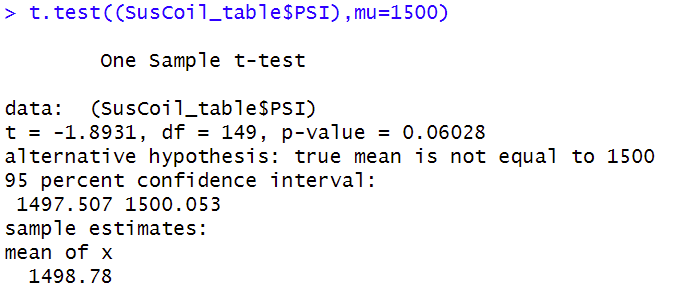 > t.test((SusCoil_table$PSI),mu=1500)
One Sample t-test
data:  (SusCoil_table$PSI)
t = -1.8931, df = 149, p-value = 0.06028
alternative hypothesis: true mean is not equal to 1500
95 percent confidence interval:
1497.507 1500.053
sample estimates:
mean of x
1498.78